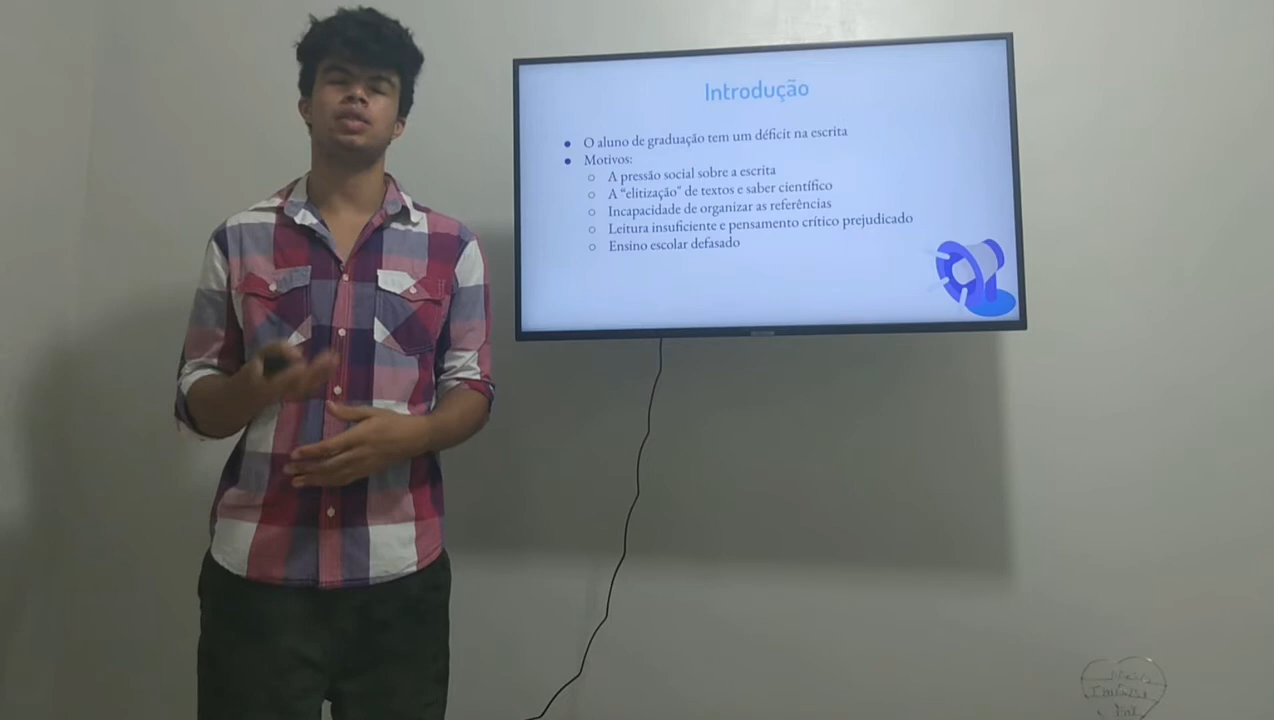 Introdução
● O aluno de graduação tem um déficit na escrita
● Motivos:
○ A pressão social sobre a escrita
○ A “elitização” de textos e saber científico
○ Incapacidade de organizar as referências
○ Leitura insuficiente e pensamento crítico prejudicado
○ Ensino escolar defasado